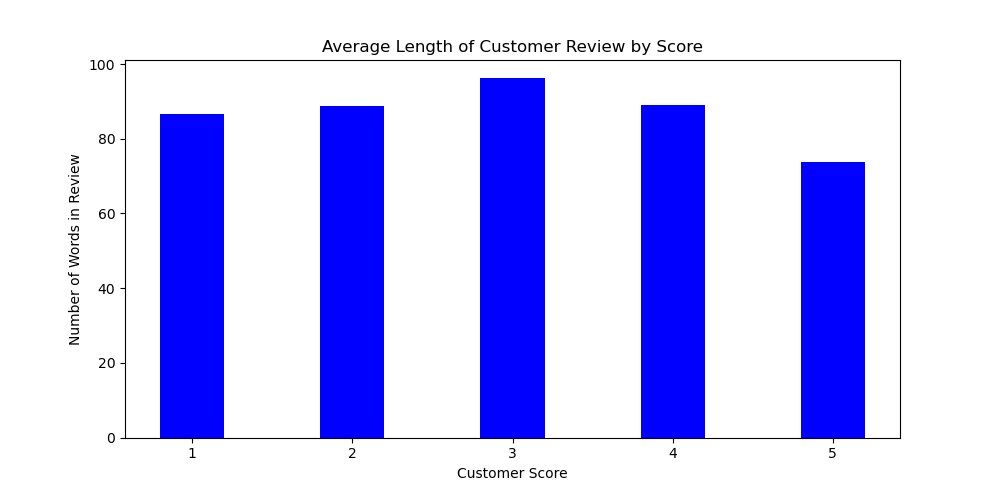 Average Length of Customer Review by Score
100
80
60
40
20
0
Number of Words in Review
1 2 3 4 5
Customer Score